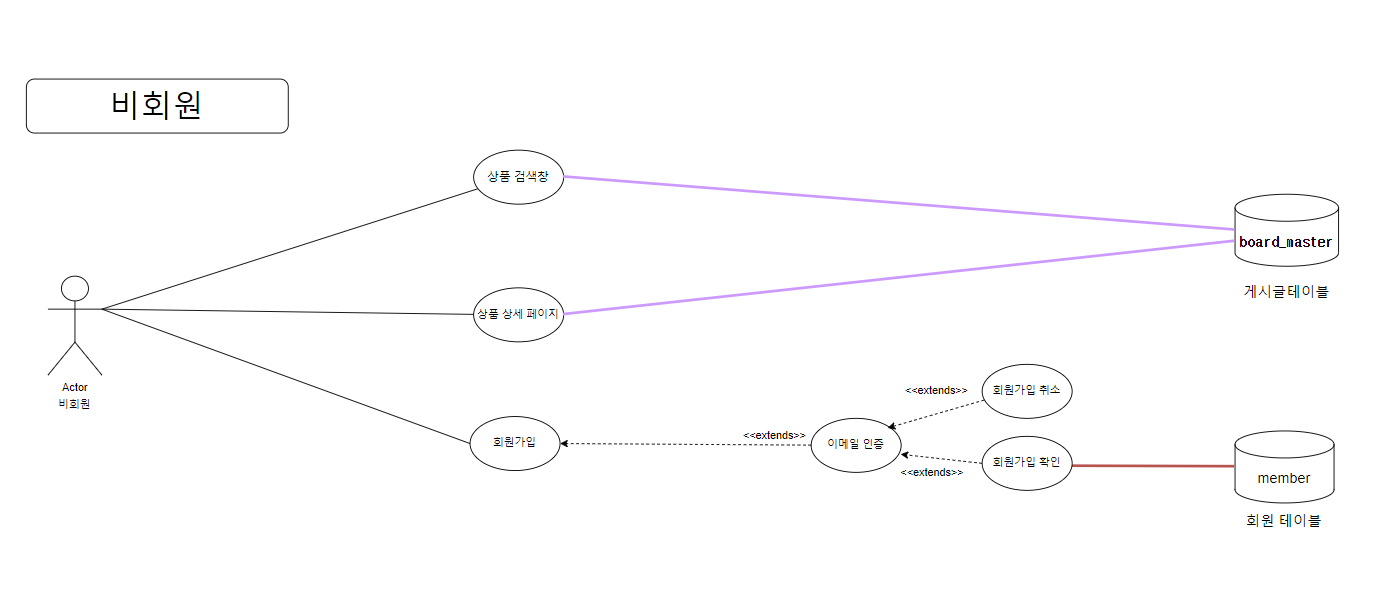 비회원
상품 검색창
board_master
게시글테이블
상품 상세 페이지
Actor
비회원
<<extends>>
회원가입 취소
회원가입
<<extends>>
이메일 인증
회원가입 확인
<<extends>>
member
회원 테이블